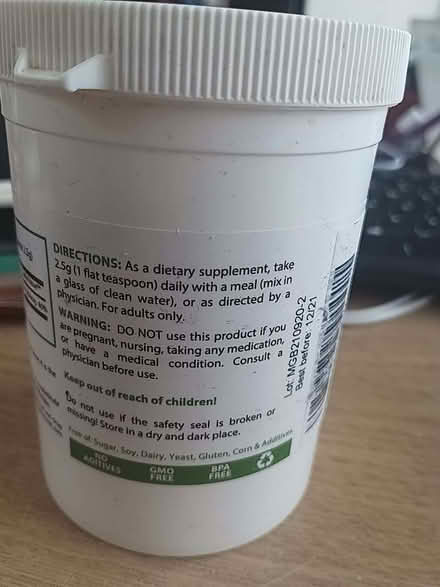 DIRECTIONS: As a dietary supplement, take
2.5g (1 flat teaspoon) daily with a meal (mix in
a glass of clean water), or as directed by a
physician. For adults only.
WARNING: DO NOT use this product if you
are pregnant, nursing, taking any medication,
or have a medical condition. Consult a
physician before use.
Keep out of reach of children!
Do not use if the safety seal is broken or
missing! Store in a dry and dark place.
Free of Sugar, Soy, Dairy, Yeast, Gluten, Corn & Additives
NO
ADITIVES
GMO
FREE
BPA
FREE
Lot: MGB210920-2
Best before: 12/21